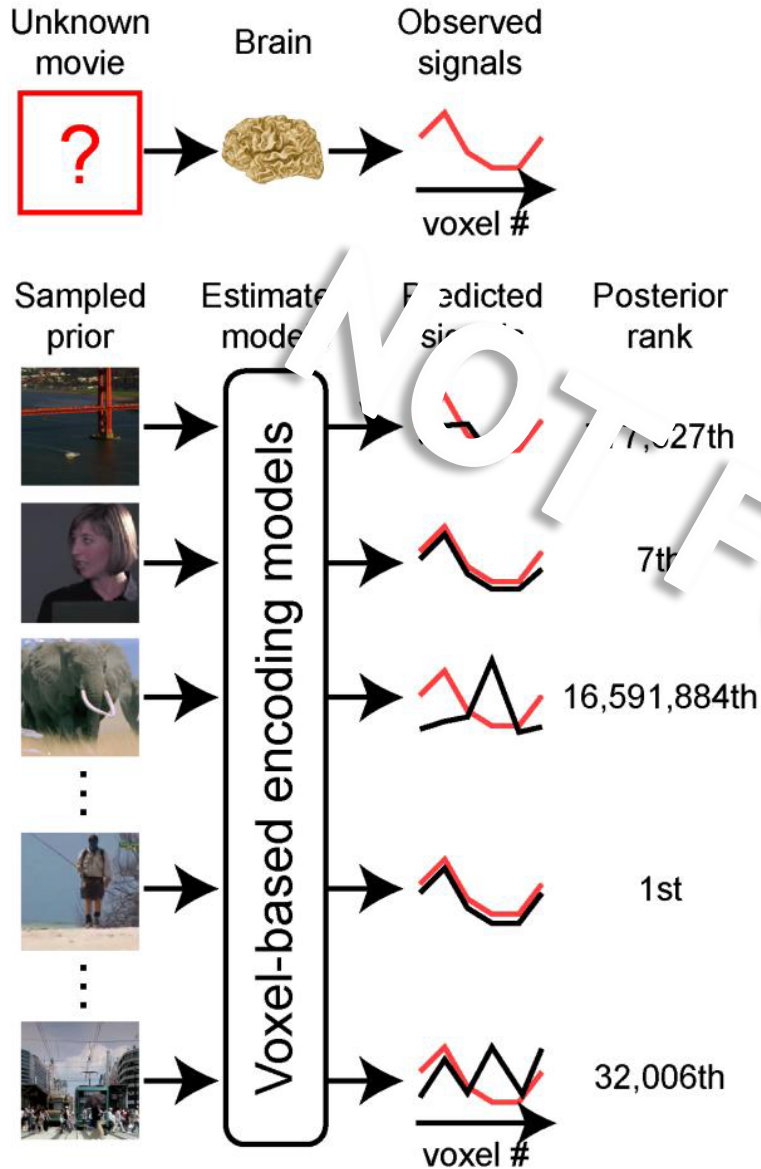 Unknown
movie
Brain
Observed
signals
?
voxel #
Sampled
prior
Posterior
rank
Voxel-based encoding models
7th
16,591,884th
1st
32,006th
voxel #
NOT